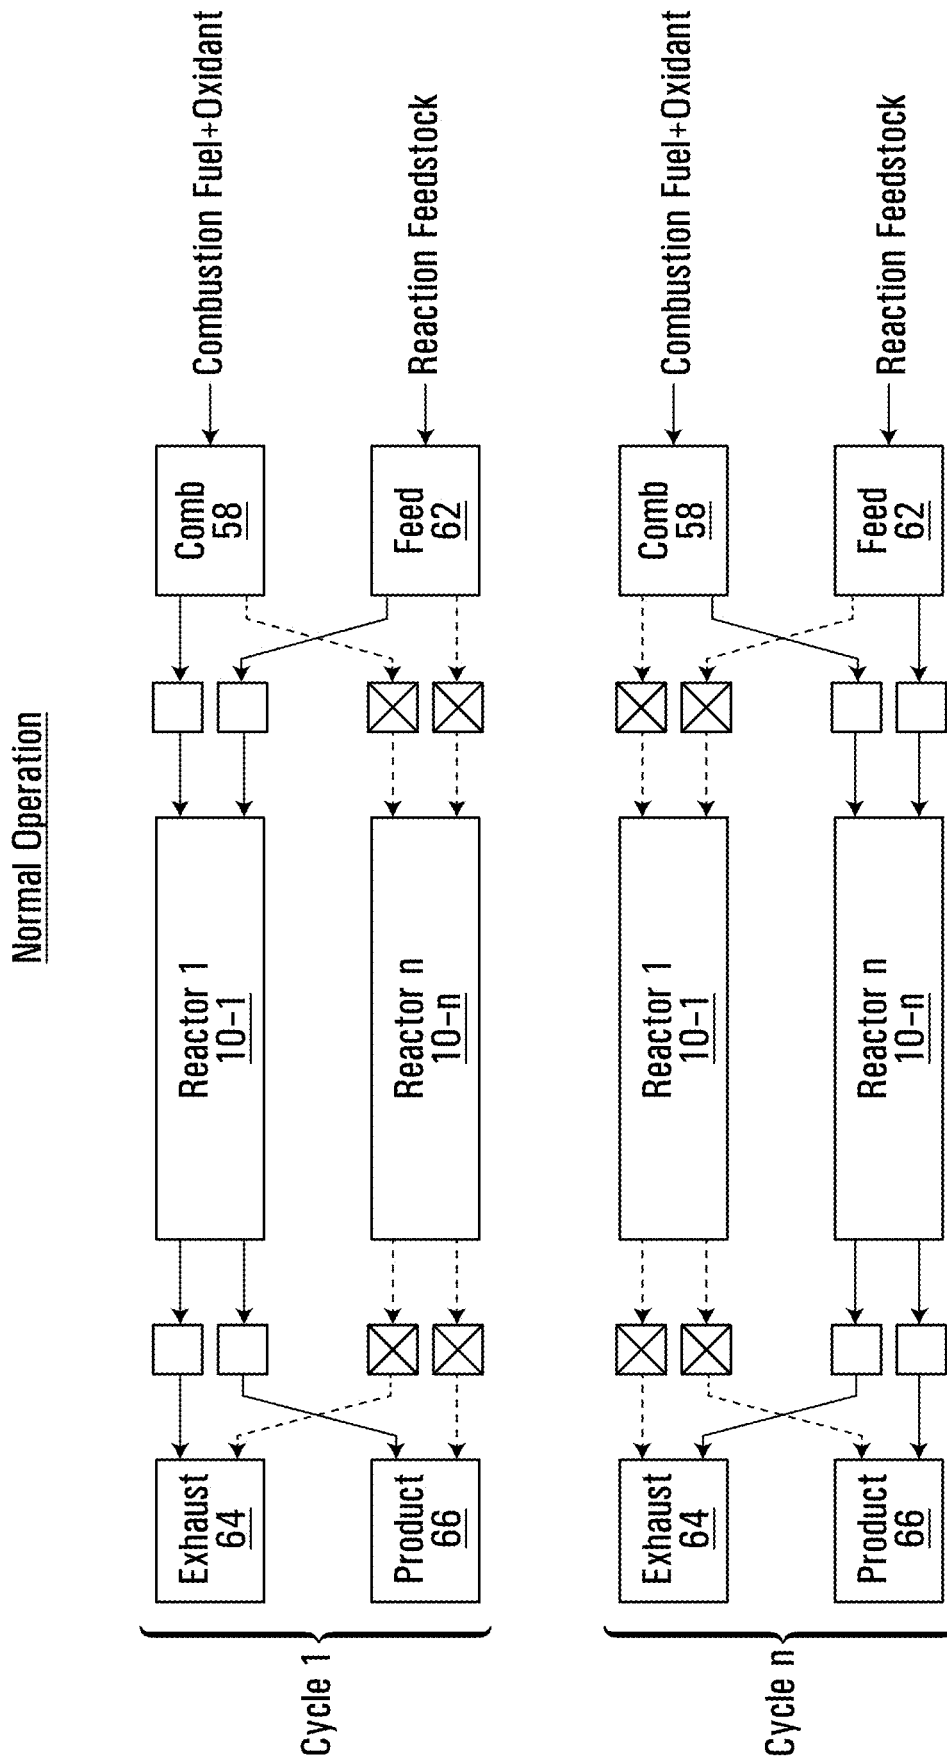 Normal Operation
Cycle 1
Exhaust
64
Reactor 1
10-1
Comb
58
Combustion Fuel+Oxidant
Product
66
Reactor n
10-n
Feed
62
Reaction Feedstock
Cycle n
Exhaust
64
Reactor 1
10-1
Comb
58
Combustion Fuel+Oxidant
Product
66
Reactor n
10-n
Feed
62
Reaction Feedstock